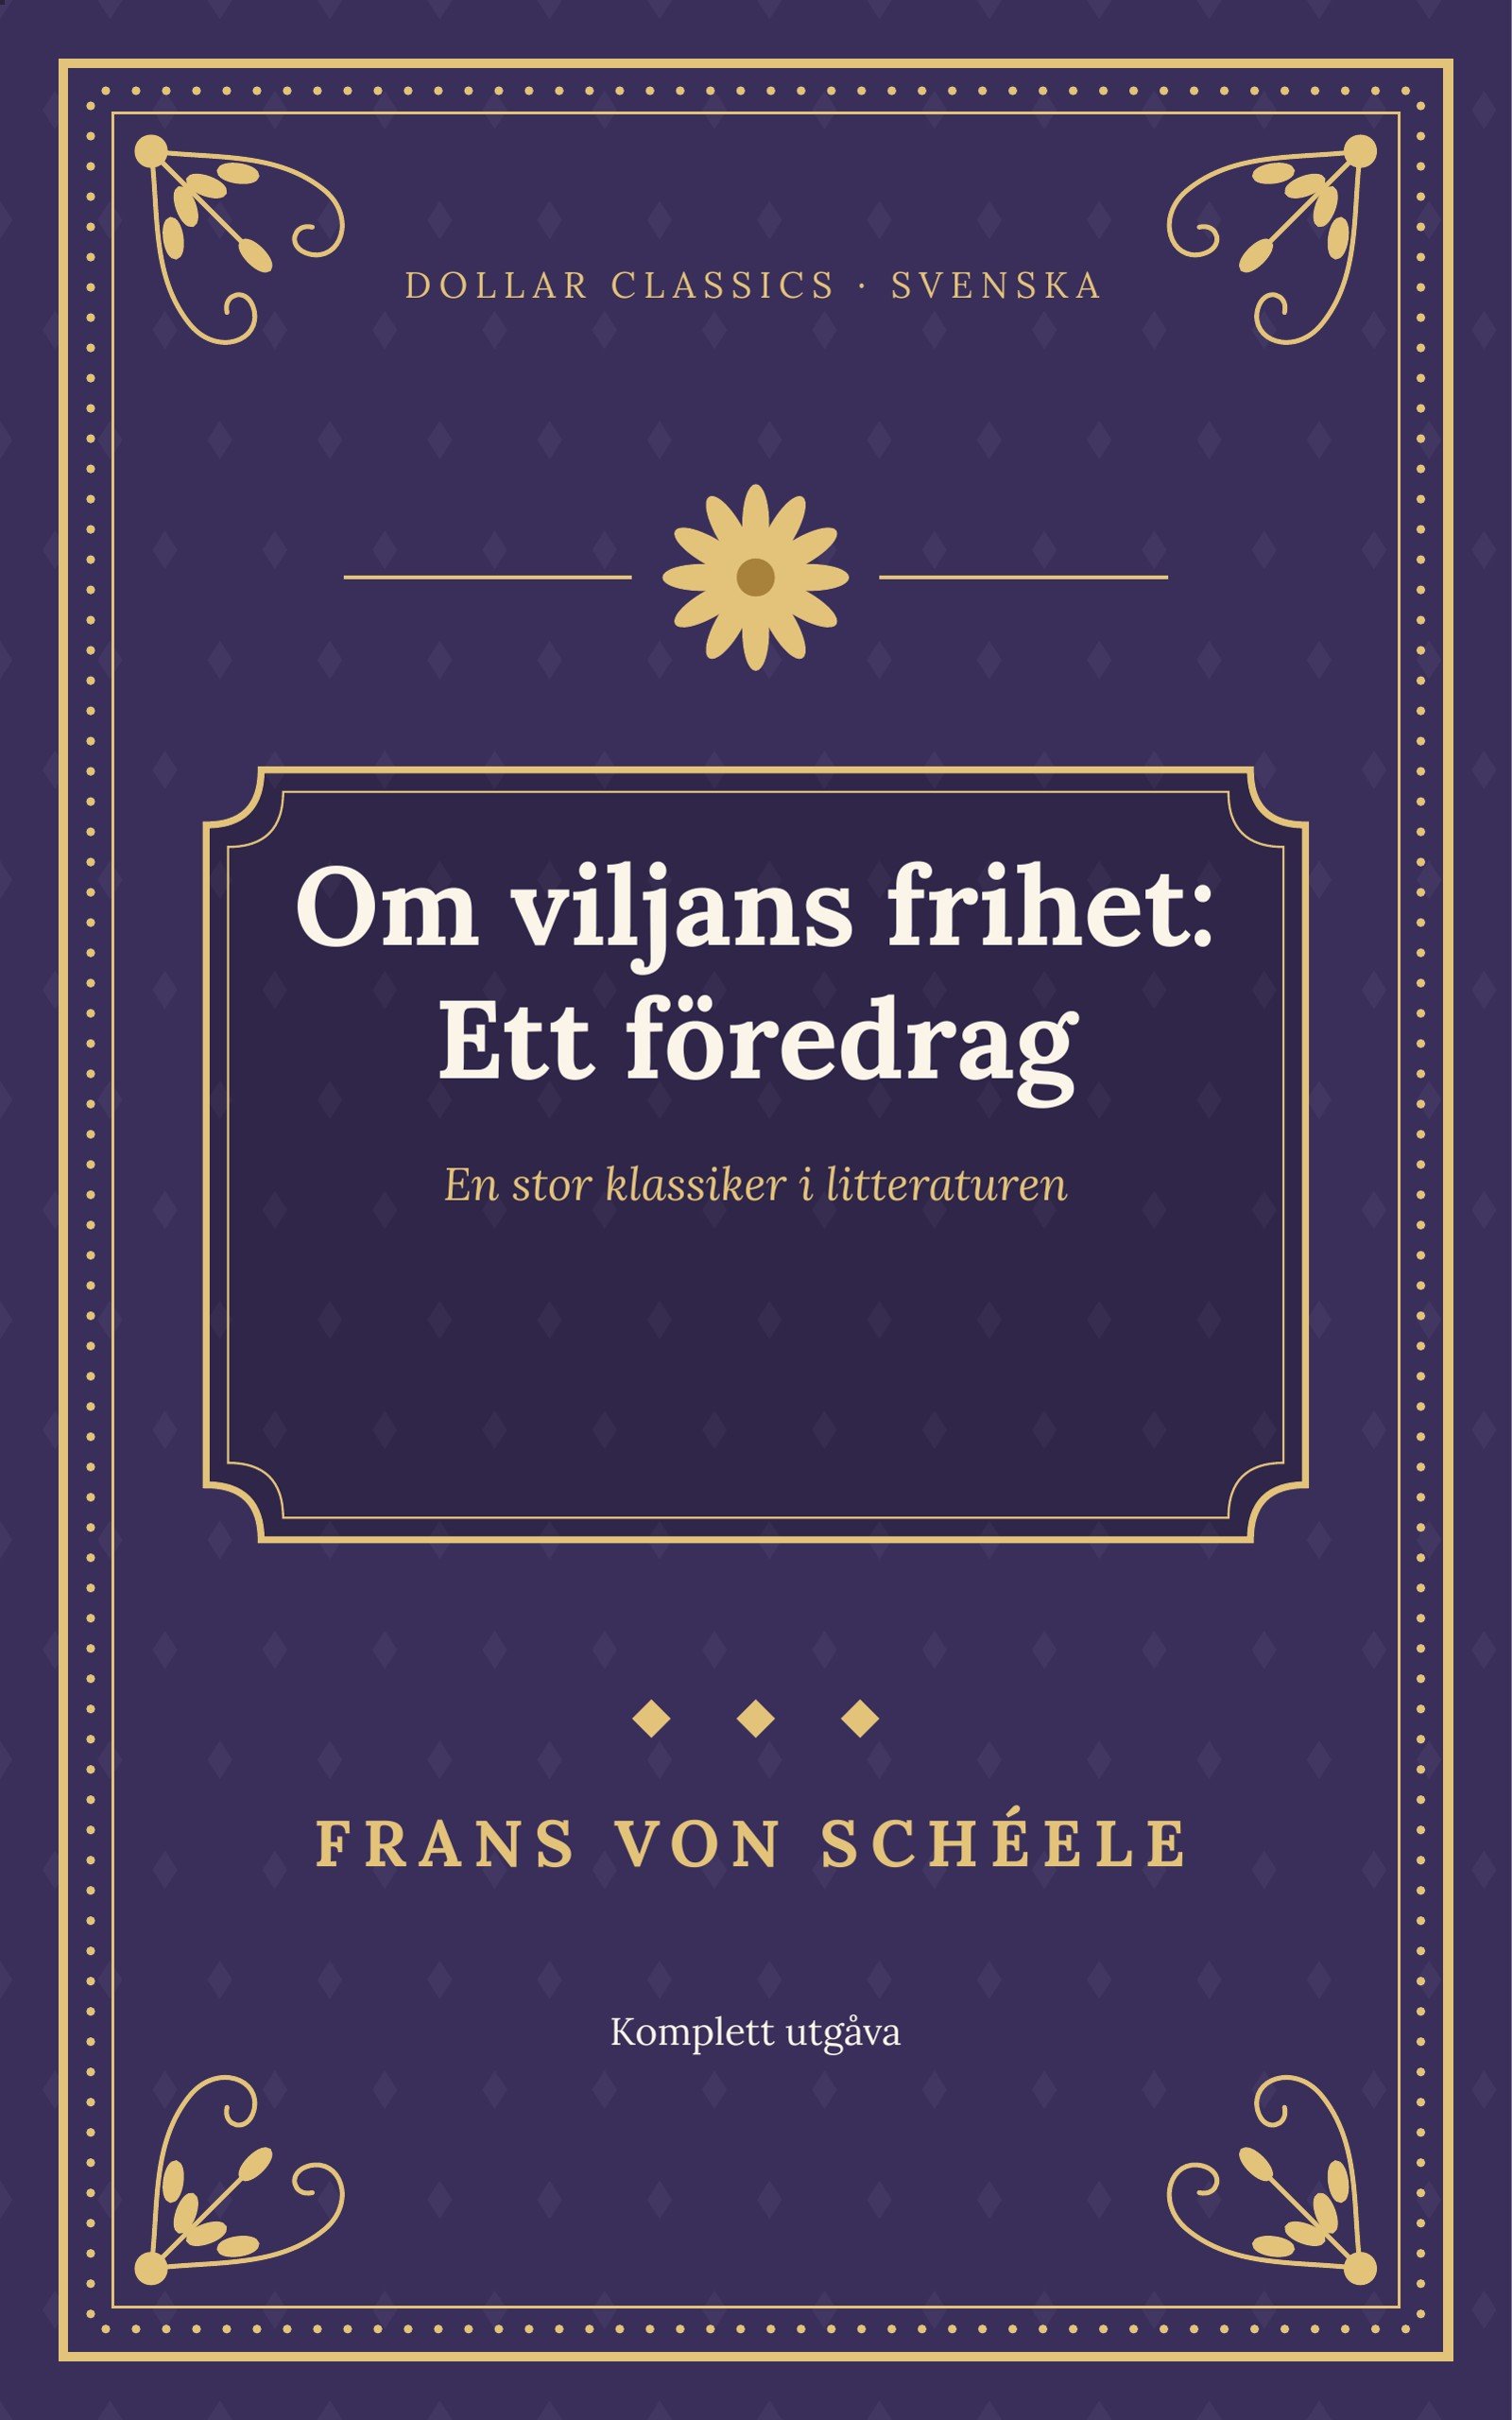 DOLLAR CLASSICS · SVENSKA
Om viljans frihet:
Ett föredrag
En stor klassiker i litteraturen
FRANS VON SCHÉELE
Komplett utgåva